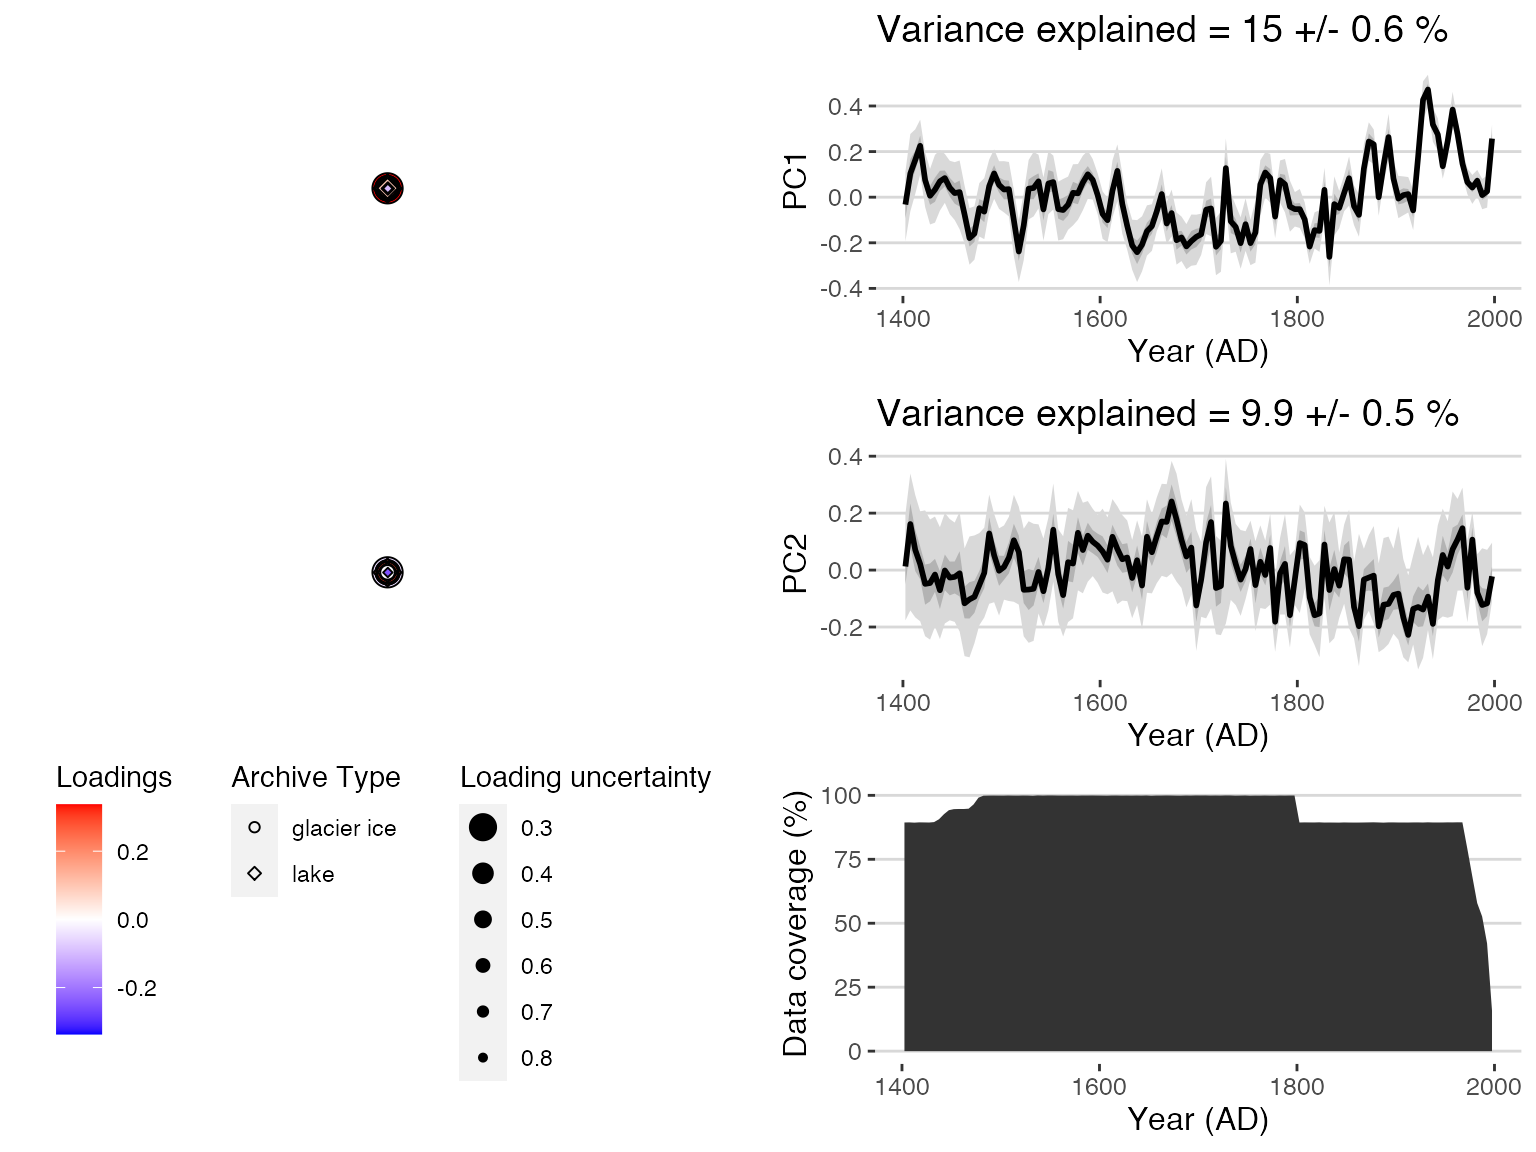 Variance explained = 15 +/- 0.6 %
PC1
0.4
0.2
0.0
-0.2
-0.4
1400 1600 1800 2000
Year (AD)
Variance explained = 9.9 +/- 0.5 %
PC2
0.4
0.2
0.0
-0.2
1400 1600 1800 2000
Year (AD)
Loadings
0.2
0.0
-0.2
Archive Type
glacier ice
lake
Loading uncertainty
0.3
0.4
0.5
0.6
0.7
0.8
Data coverage (%)
100
75
50
25
0
1400 1600 1800 2000
Year (AD)